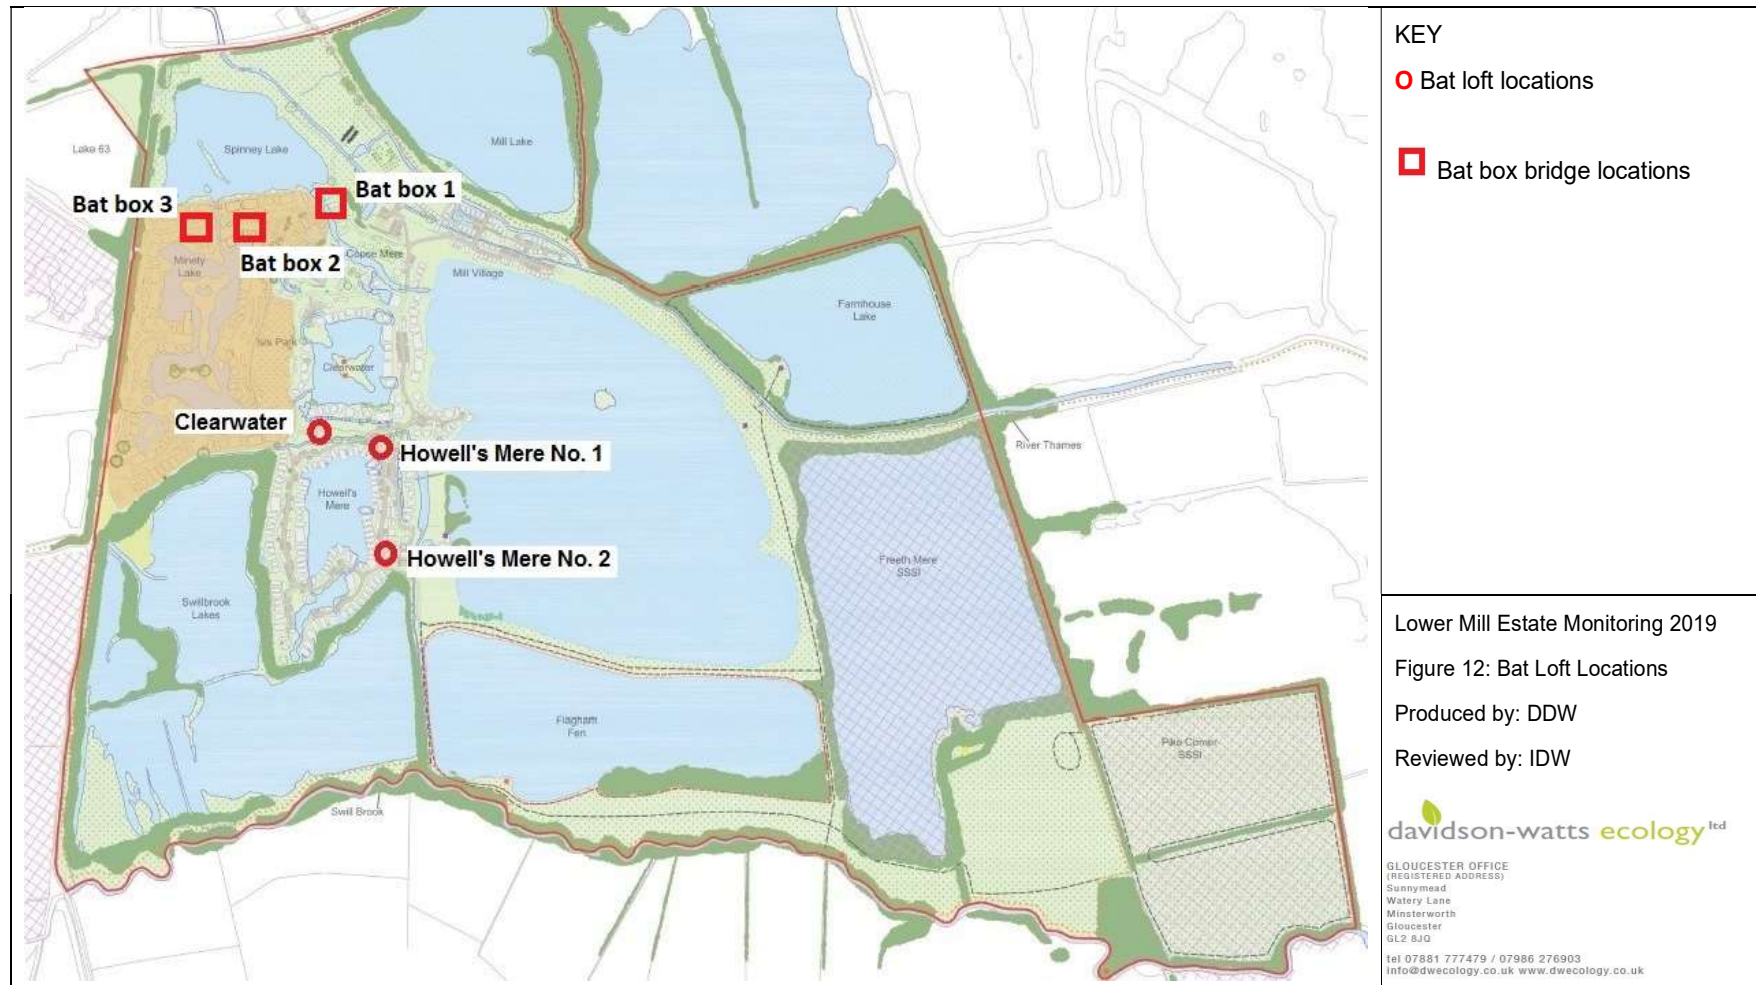 Lake 63
Spinney Lake
Mill Lake
Bat box 1
Bat box 3
Bat box 2
Minety
Lake
Copse Mere
Mill Village
Farmhouse
Lake
Isis Park
Clearwater
Clearwater
Howell's Mere No. 1
River Thames
Howell's
Mere
Howell's Mere No. 2
Freeth Mere
SSSI
Swillbrook
Lakes
Flagham
Fen
Pike Corner
SSSI
Swill Brook
KEY
O Bat loft locations
Bat box bridge locations
Lower Mill Estate Monitoring 2019
Figure 12: Bat Loft Locations
Produced by: DDW
Reviewed by: IDW
davidson-watts ecology ltd
GLOUCESTER OFFICE
(REGISTERED ADDRESS)
Sunnymead
Watery Lane
Minsterworth
Gloucester
GL2 8JQ
tel 07881 777479 / 07986 276903
info@dwecology.co.uk www.dwecology.co.uk